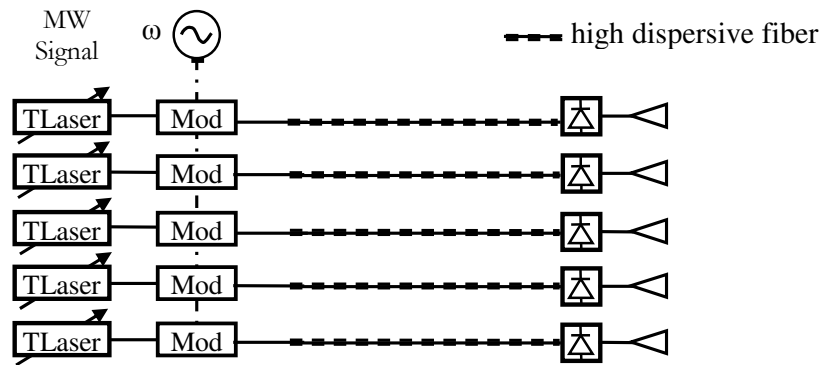 MW
Signal
ω
high dispersive fiber
TLaser Mod
TLaser Mod
TLaser Mod
TLaser Mod
TLaser Mod